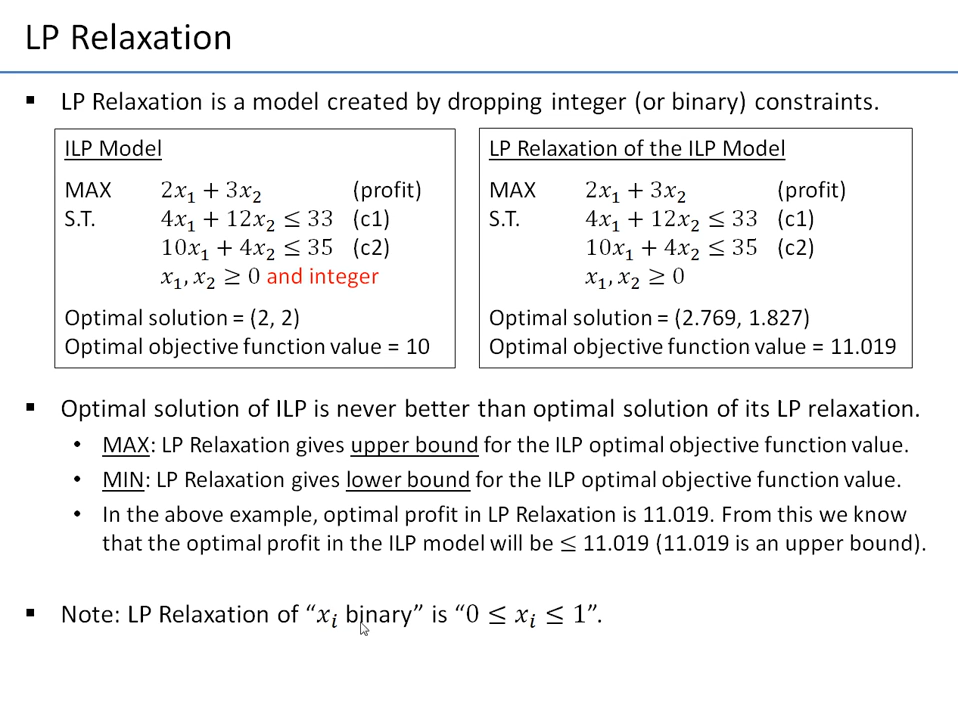 LP Relaxation
▪ LP Relaxation is a model created by dropping integer (or binary) constraints.
ILP Model
MAX 2x₁ + 3x₂ (profit)
S.T. 4x₁ + 12x₂ ≤ 33 (c1)
10x₁ + 4x₂ ≤ 35 (c2)
x₁, x₂ ≥ 0 and integer
Optimal solution = (2, 2)
Optimal objective function value = 10
LP Relaxation of the ILP Model
MAX 2x₁ + 3x₂ (profit)
S.T. 4x₁ + 12x₂ ≤ 33 (c1)
10x₁ + 4x₂ ≤ 35 (c2)
x₁, x₂ ≥ 0
Optimal solution = (2.769, 1.827)
Optimal objective function value = 11.019
▪ Optimal solution of ILP is never better than optimal solution of its LP relaxation.
• MAX: LP Relaxation gives upper bound for the ILP optimal objective function value.
• MIN: LP Relaxation gives lower bound for the ILP optimal objective function value.
• In the above example, optimal profit in LP Relaxation is 11.019. From this we know
that the optimal profit in the ILP model will be ≤ 11.019 (11.019 is an upper bound).
▪ Note: LP Relaxation of “xᵢ binary” is “0 ≤ xᵢ ≤ 1”.